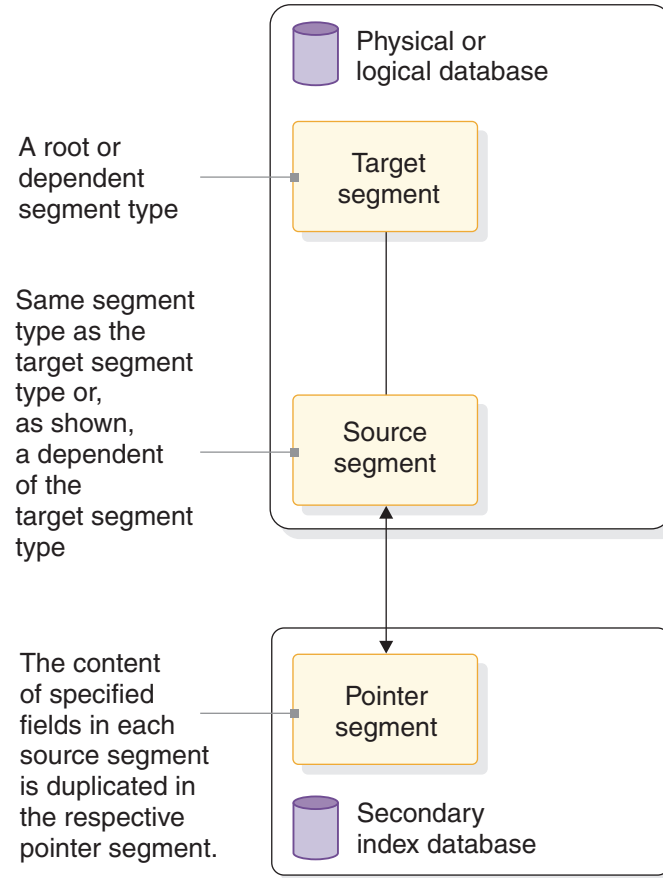 Physical or
logical database
A root or
dependent
segment type
Target
segment
Same segment
type as the
target segment
type or,
as shown,
a dependent
of the
target segment
type
Source
segment
The content
of specified
fields in each
source segment
is duplicated in
the respective
pointer segment.
Pointer
segment
Secondary
index database